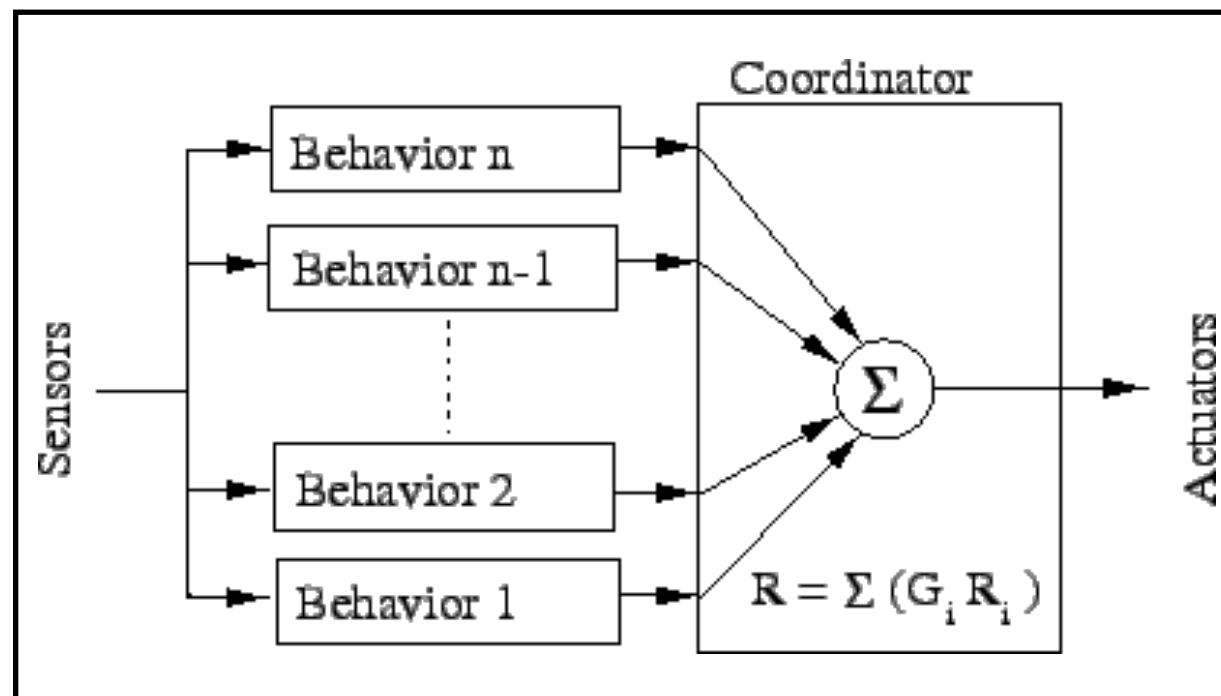 Coordinator
Behavior n
Behavior n-1
Sensors
Σ
Actuators
Behavior 2
Behavior 1
R = Σ (G_i R_i)